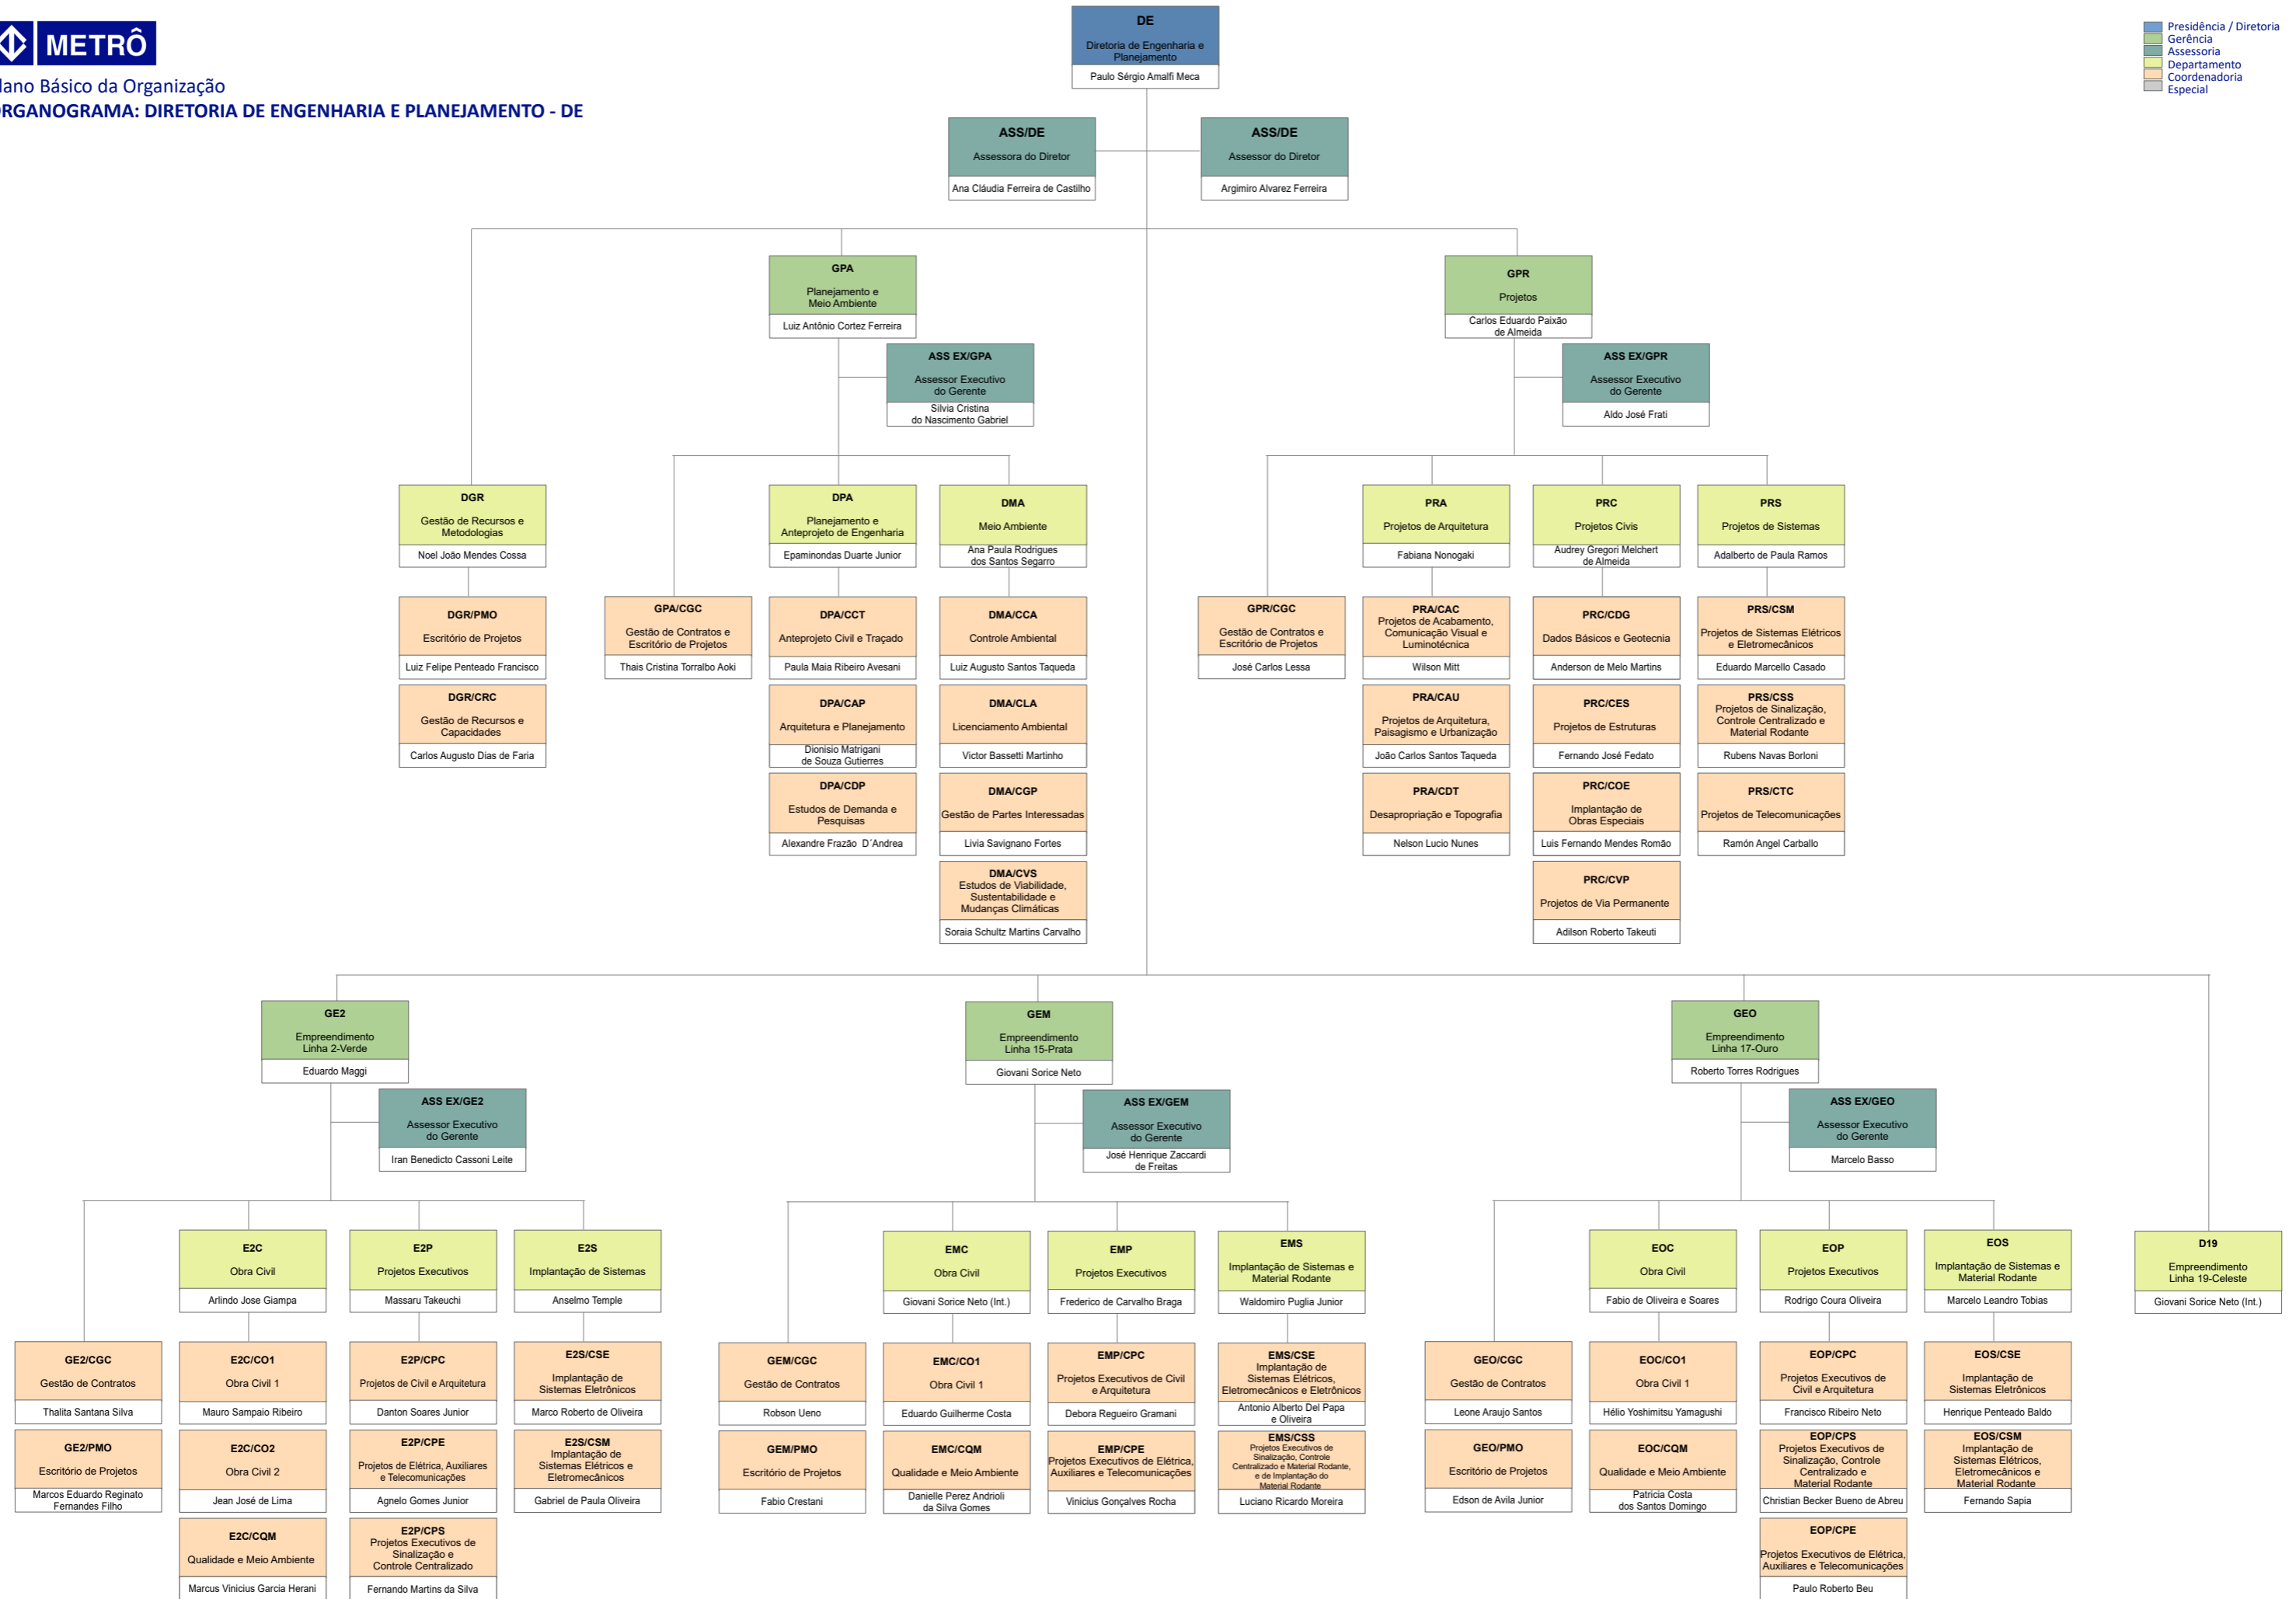 METRÔ
lano Básico da Organização
RGANOGRAMA: DIRETORIA DE ENGENHARIA E PLANEJAMENTO - DE
Presidência / Diretoria
Gerência
Assessoria
Departamento
Coordenadoria
Especial
DE
Diretoria de Engenharia e
Planejamento
Paulo Sérgio Amalfi Meca
ASS/DE
Assessora do Diretor
Ana Cláudia Ferreira de Castilho
ASS/DE
Assessor do Diretor
Argimiro Alvarez Ferreira
GPA
Planejamento e
Meio Ambiente
Luiz Antônio Cortez Ferreira
ASS EX/GPA
Assessor Executivo
do Gerente
Silvia Cristina
do Nascimento Gabriel
GPR
Projetos
Carlos Eduardo Paixão
de Almeida
ASS EX/GPR
Assessor Executivo
do Gerente
Aldo José Frati
DGR
Gestão de Recursos e
Metodologias
Noel João Mendes Cossa
DGR/PMO
Escritório de Projetos
Luiz Felipe Penteado Francisco
DGR/CRC
Gestão de Recursos e
Capacidades
Carlos Augusto Dias de Faria
GPA/CGC
Gestão de Contratos e
Escritório de Projetos
Thais Cristina Torralbo Aoki
DPA
Planejamento e
Anteprojeto de Engenharia
Epaminondas Duarte Junior
DPA/CCT
Anteprojeto Civil e Traçado
Paula Maia Ribeiro Avesani
DPA/CAP
Arquitetura e Planejamento
Dionisio Matrigani
de Souza Gutierres
DPA/CDP
Estudos de Demanda e
Pesquisas
Alexandre Frazão D´Andrea
DMA
Meio Ambiente
Ana Paula Rodrigues
dos Santos Segarro
DMA/CCA
Controle Ambiental
Luiz Augusto Santos Taqueda
DMA/CLA
Licenciamento Ambiental
Victor Bassetti Martinho
DMA/CGP
Gestão de Partes Interessadas
Livia Savignano Fortes
DMA/CVS
Estudos de Viabilidade,
Sustentabilidade e
Mudanças Climáticas
Soraia Schultz Martins Carvalho
GPR/CGC
Gestão de Contratos e
Escritório de Projetos
José Carlos Lessa
PRA
Projetos de Arquitetura
Fabiana Nonogaki
PRA/CAC
Projetos de Acabamento,
Comunicação Visual e
Luminotécnica
Wilson Mitt
PRA/CAU
Projetos de Arquitetura,
Paisagismo e Urbanização
João Carlos Santos Taqueda
PRA/CDT
Desapropriação e Topografia
Nelson Lucio Nunes
PRC
Projetos Civis
Audrey Gregori Melchert
de Almeida
PRC/CDG
Dados Básicos e Geotecnia
Anderson de Melo Martins
PRC/CES
Projetos de Estruturas
Fernando José Fedato
PRC/COE
Implantação de
Obras Especiais
Luis Fernando Mendes Romão
PRC/CVP
Projetos de Via Permanente
Adilson Roberto Takeuti
PRS
Projetos de Sistemas
Adalberto de Paula Ramos
PRS/CSM
Projetos de Sistemas Elétricos
e Eletromecânicos
Eduardo Marcello Casado
PRS/CSS
Projetos de Sinalização,
Controle Centralizado e
Material Rodante
Rubens Navas Borloni
PRS/CTC
Projetos de Telecomunicações
Ramón Angel Carballo
GE2
Empreendimento
Linha 2-Verde
Eduardo Maggi
ASS EX/GE2
Assessor Executivo
do Gerente
Iran Benedicto Cassoni Leite
GE2/CGC
Gestão de Contratos
Thalita Santana Silva
GE2/PMO
Escritório de Projetos
Marcos Eduardo Reginato
Fernandes Filho
E2C
Obra Civil
Arlindo Jose Giampa
E2C/CO1
Obra Civil 1
Mauro Sampaio Ribeiro
E2C/CO2
Obra Civil 2
Jean José de Lima
E2C/CQM
Qualidade e Meio Ambiente
Marcus Vinicius Garcia Herani
E2P
Projetos Executivos
Massaru Takeuchi
E2P/CPC
Projetos de Civil e Arquitetura
Danton Soares Junior
E2P/CPE
Projetos de Elétrica, Auxiliares
e Telecomunicações
Agnelo Gomes Junior
E2P/CPS
Projetos Executivos de
Sinalização e
Controle Centralizado
Fernando Martins da Silva
E2S
Implantação de Sistemas
Anselmo Temple
E2S/CSE
Implantação de
Sistemas Eletrônicos
Marco Roberto de Oliveira
E2S/CSM
Implantação de
Sistemas Elétricos e
Eletromecânicos
Gabriel de Paula Oliveira
GEM
Empreendimento
Linha 15-Prata
Giovani Sorice Neto
ASS EX/GEM
Assessor Executivo
do Gerente
José Henrique Zaccardi
de Freitas
GEM/CGC
Gestão de Contratos
Robson Ueno
GEM/PMO
Escritório de Projetos
Fabio Crestani
EMC
Obra Civil
Giovani Sorice Neto (Int.)
EMC/CO1
Obra Civil 1
Eduardo Guilherme Costa
EMC/CQM
Qualidade e Meio Ambiente
Danielle Perez Andrioli
da Silva Gomes
EMP
Projetos Executivos
Frederico de Carvalho Braga
EMP/CPC
Projetos Executivos de Civil
e Arquitetura
Debora Regueiro Gramani
EMP/CPE
Projetos Executivos de Elétrica,
Auxiliares e Telecomunicações
Vinicius Gonçalves Rocha
EMS
Implantação de Sistemas e
Material Rodante
Waldomiro Puglia Junior
EMS/CSE
Implantação de
Sistemas Elétricos,
Eletromecânicos e Eletrônicos
Antonio Alberto Del Papa
e Oliveira
EMS/CSS
Projetos Executivos de
Sinalização, Controle
Centralizado e Material Rodante,
e de Implantação do
Material Rodante
Luciano Ricardo Moreira
GEO
Empreendimento
Linha 17-Ouro
Roberto Torres Rodrigues
ASS EX/GEO
Assessor Executivo
do Gerente
Marcelo Basso
GEO/CGC
Gestão de Contratos
Leone Araujo Santos
GEO/PMO
Escritório de Projetos
Edson de Avila Junior
EOC
Obra Civil
Fabio de Oliveira e Soares
EOC/CO1
Obra Civil 1
Hélio Yoshimitsu Yamagushi
EOC/CQM
Qualidade e Meio Ambiente
Patricia Costa
dos Santos Domingo
EOP
Projetos Executivos
Rodrigo Coura Oliveira
EOP/CPC
Projetos Executivos de
Civil e Arquitetura
Francisco Ribeiro Neto
EOP/CPS
Projetos Executivos de
Sinalização, Controle
Centralizado e
Material Rodante
Christian Becker Bueno de Abreu
EOP/CPE
Projetos Executivos de Elétrica,
Auxiliares e Telecomunicações
Paulo Roberto Beu
EOS
Implantação de Sistemas e
Material Rodante
Marcelo Leandro Tobias
EOS/CSE
Implantação de
Sistemas Eletrônicos
Henrique Penteado Baldo
EOS/CSM
Implantação de
Sistemas Elétricos,
Eletromecânicos e
Material Rodante
Fernando Sapia
D19
Empreendimento
Linha 19-Celeste
Giovani Sorice Neto (Int.)